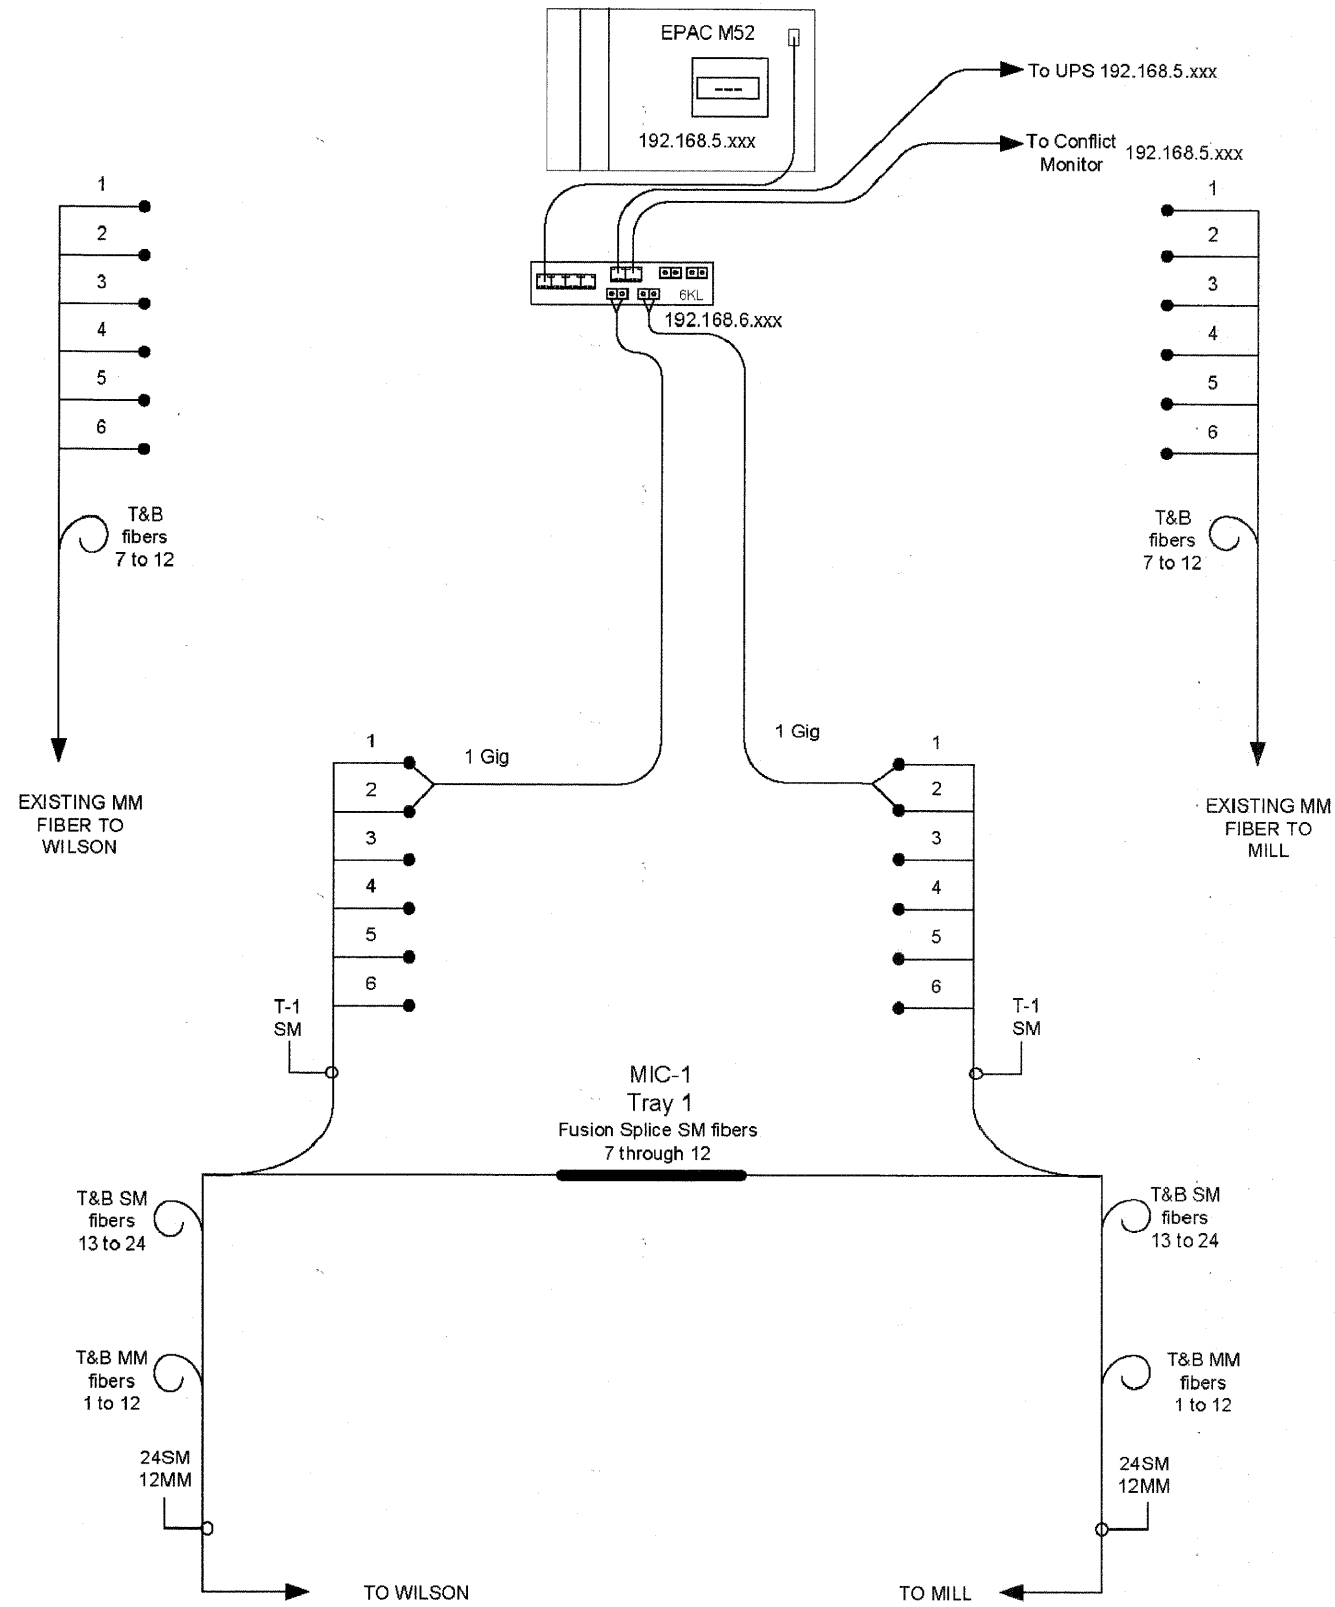 EPAC M52
---
192.168.5.xxx
To UPS 192.168.5.xxx
To Conflict
Monitor
192.168.5.xxx
6KL
192.168.6.xxx
1
2
3
4
5
6
T&B
fibers
7 to 12
EXISTING MM
FIBER TO
WILSON
1
2
3
4
5
6
T&B
fibers
7 to 12
EXISTING MM
FIBER TO
MILL
1 Gig
1
2
3
4
5
6
T-1
SM
1 Gig
1
2
3
4
5
6
T-1
SM
MIC-1
Tray 1
Fusion Splice SM fibers
7 through 12
T&B SM
fibers
13 to 24
T&B MM
fibers
1 to 12
24SM
12MM
TO WILSON
T&B SM
fibers
13 to 24
T&B MM
fibers
1 to 12
24SM
12MM
TO MILL